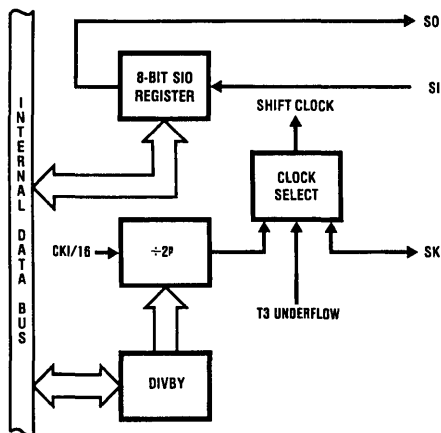 SO
8-BIT SIO
REGISTER
SI
SHIFT CLOCK
INTERNAL DATA BUS
CLOCK
SELECT
CKI/16
÷2P
SK
T3 UNDERFLOW
DIVBY